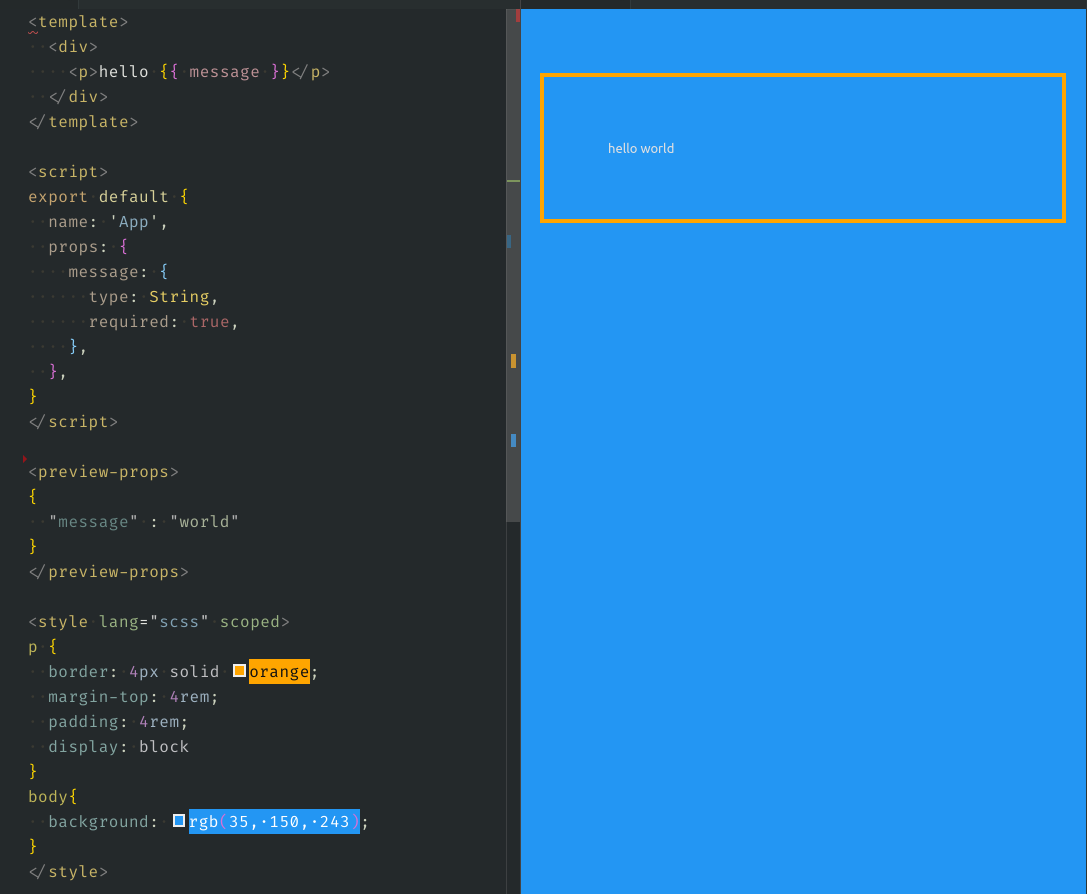 <template>
  <div>
    <p>hello {{ message }}</p>
  </div>
</template>

<script>
export default {
  name: 'App',
  props: {
    message: {
      type: String,
      required: true,
    },
  },
}
</script>

<preview-props>
{
  "message" : "world"
}
</preview-props>

<style lang="scss" scoped>
p {
  border: 4px solid orange;
  margin-top: 4rem;
  padding: 4rem;
  display: block
}
body{
  background: rgb(35, 150, 243);
}
</style>
hello world